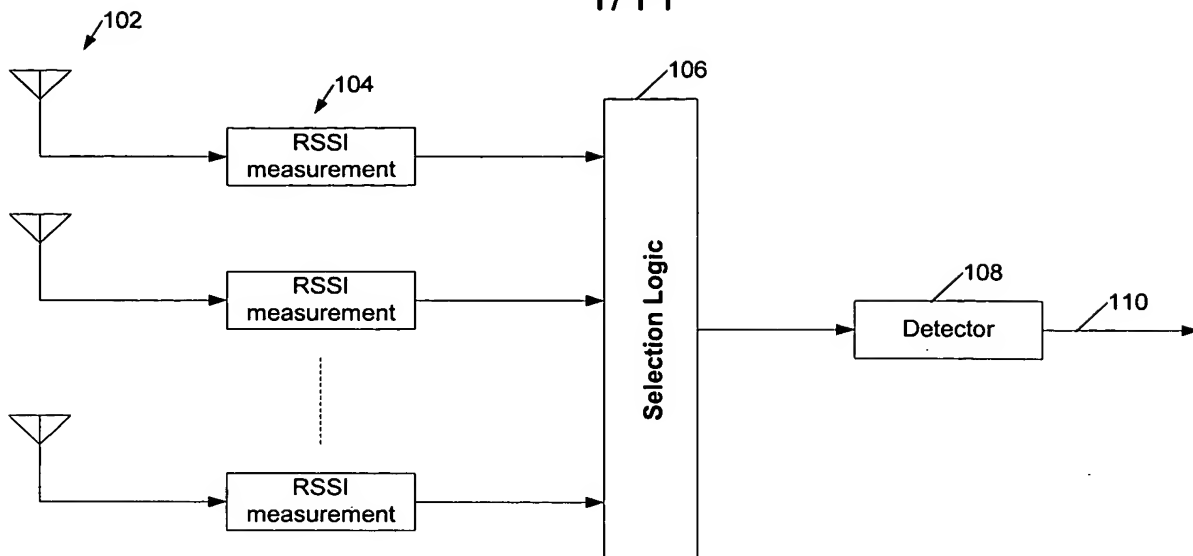 102
104
106
RSSI
measurement
RSSI
measurement
Selection Logic
108
110
Detector
RSSI
measurement